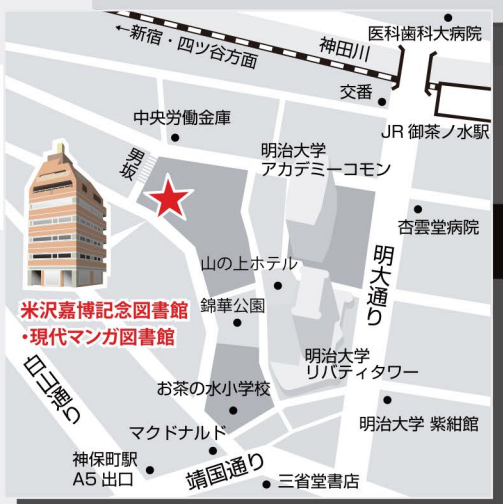 医科歯科大病院
←新宿・四ツ谷方面
神田川
交番
JR 御茶ノ水駅
中央労働金庫
男坂
明治大学
アカデミーコモン
杏雲堂病院
山の上ホテル
明大通り
米沢嘉博記念図書館
・現代マンガ図書館
錦華公園
明治大学
リバティタワー
白山通り
お茶の水小学校
明治大学 紫紺館
マクドナルド
神保町駅
A5 出口
靖国通り
三省堂書店